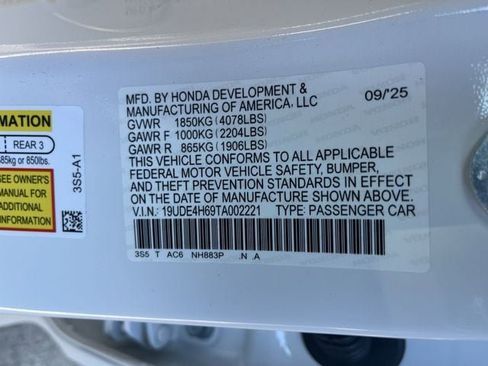 MFD. BY HONDA DEVELOPMENT &
MANUFACTURING OF AMERICA, LLC 09/'25
GVWR 1850KG (4078LBS)
GAWR F 1000KG (2204LBS)
GAWR R 865KG (1906LBS)
THIS VEHICLE CONFORMS TO ALL APPLICABLE
FEDERAL MOTOR VEHICLE SAFETY, BUMPER,
AND THEFT PREVENTION STANDARDS IN EFFECT
ON THE DATE OF MANUFACTURE SHOWN ABOVE.
V.I.N.: 19UDE4H69TA002221 TYPE: PASSENGER CAR
3S5 T AC6 NH883P .N .A
RMATION
REAR 3
385kg or 850lbs.
SEE OWNER'S
MANUAL FOR
ADDITIONAL
INFORMATION
3S5-A1